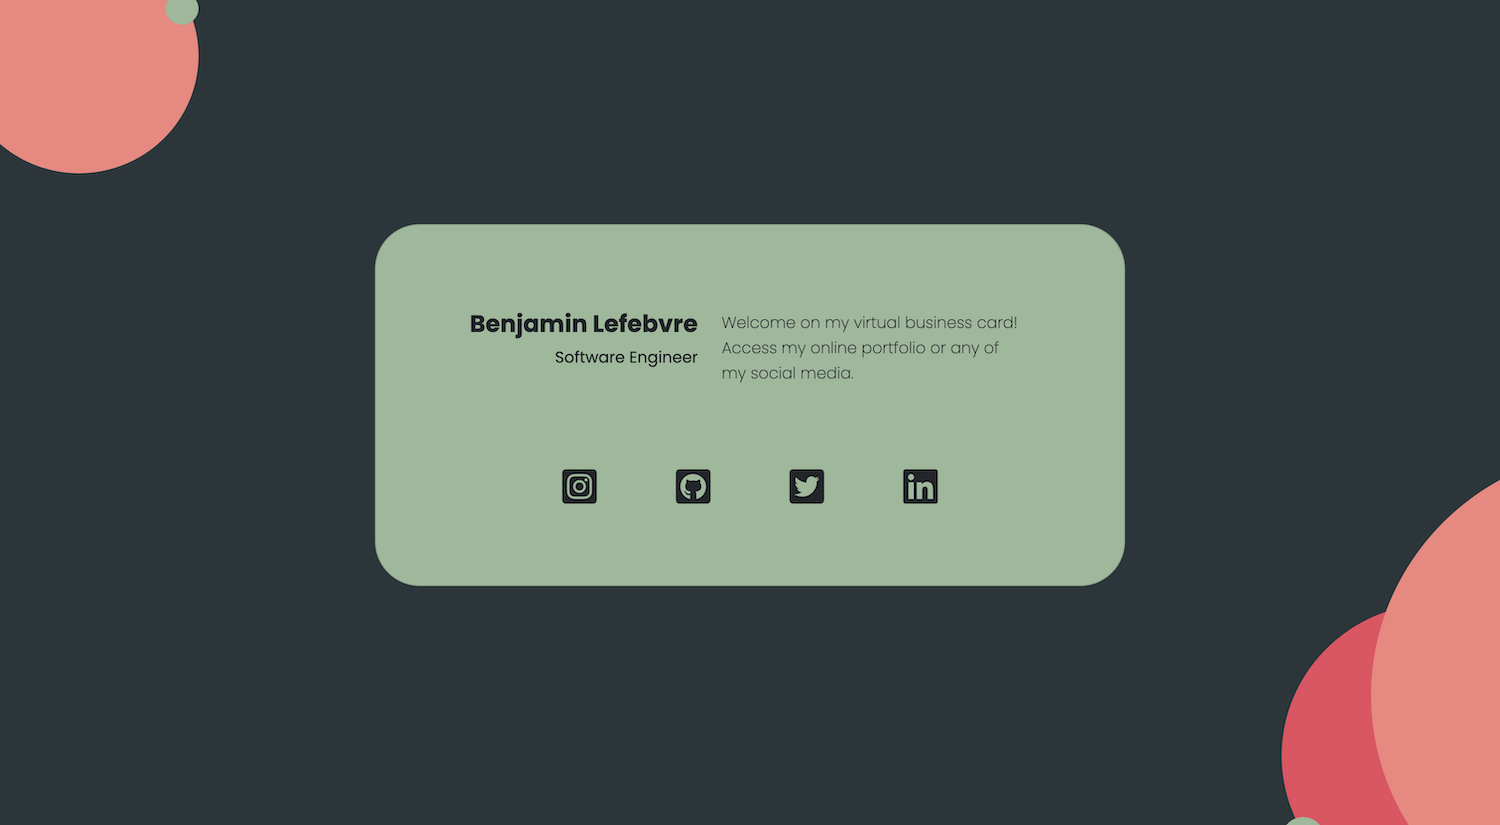 Benjamin Lefebvre
Software Engineer
Welcome on my virtual business card!
Access my online portfolio or any of
my social media.
in